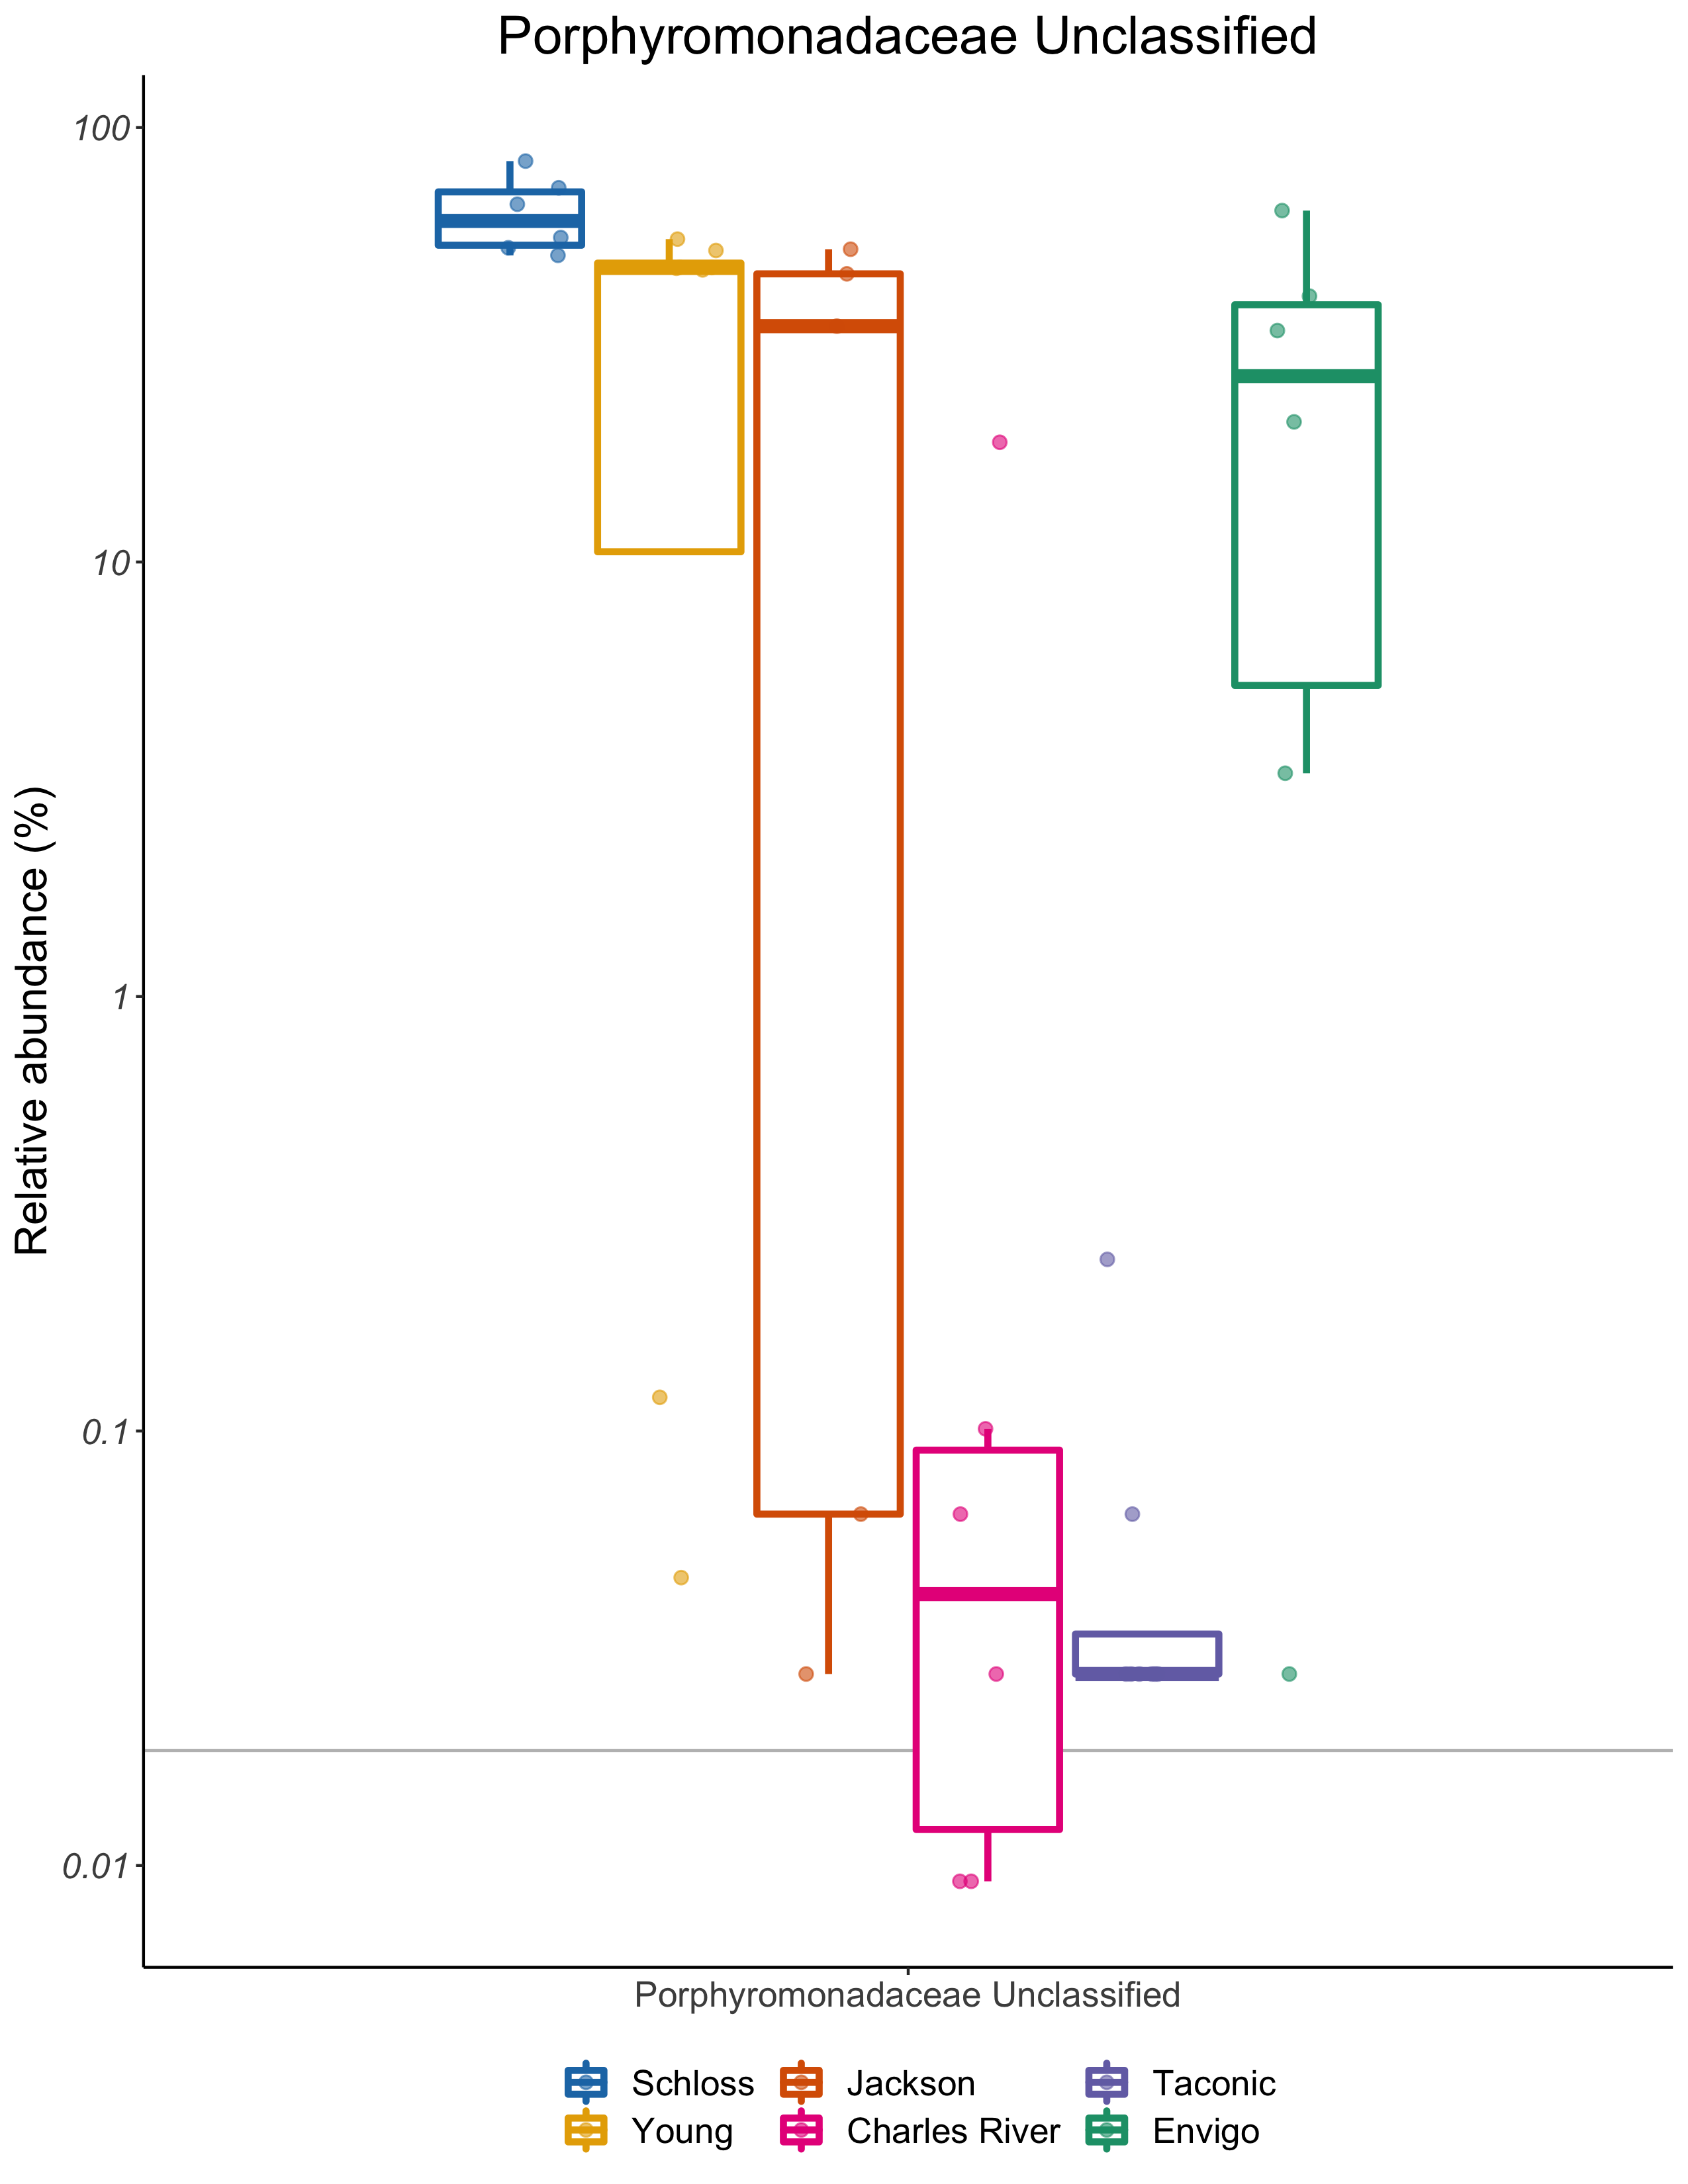 Porphyromonadaceae Unclassified
100
10
1
0.1
0.01
Relative abundance (%)
Porphyromonadaceae Unclassified
Schloss Jackson Taconic
Young Charles River Envigo